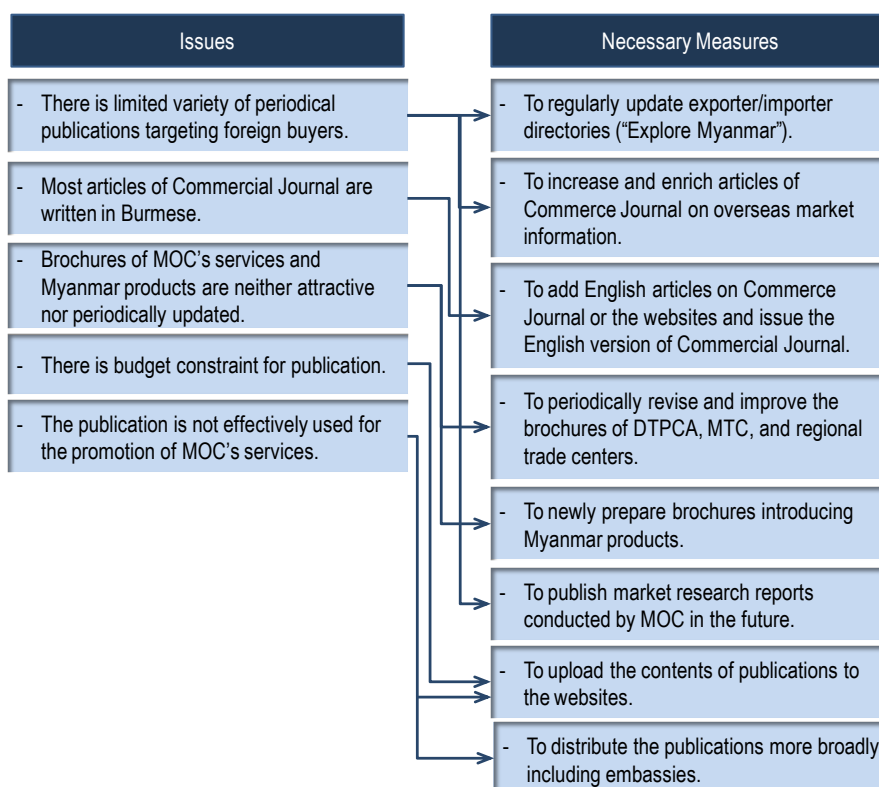 Issues
- There is limited variety of periodical
publications targeting foreign buyers.
- Most articles of Commercial Journal are
written in Burmese.
- Brochures of MOC's services and
Myanmar products are neither attractive
nor periodically updated.
- There is budget constraint for publication.
- The publication is not effectively used for
the promotion of MOC's services.
Necessary Measures
- To regularly update exporter/importer
directories (“Explore Myanmar”).
- To increase and enrich articles of
Commerce Journal on overseas market
information.
- To add English articles on Commerce
Journal or the websites and issue the
English version of Commercial Journal.
- To periodically revise and improve the
brochures of DTPCA, MTC, and regional
trade centers.
- To newly prepare brochures introducing
Myanmar products.
- To publish market research reports
conducted by MOC in the future.
- To upload the contents of publications to
the websites.
- To distribute the publications more broadly
including embassies.